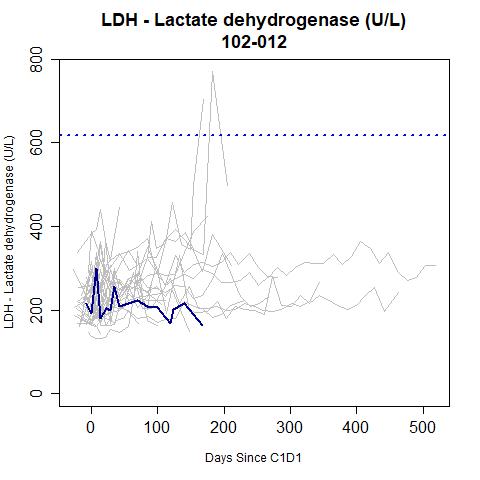 LDH - Lactate dehydrogenase (U/L)
102-012
LDH - Lactate dehydrogenase (U/L)
800
600
400
200
0
0 100 200 300 400 500
Days Since C1D1